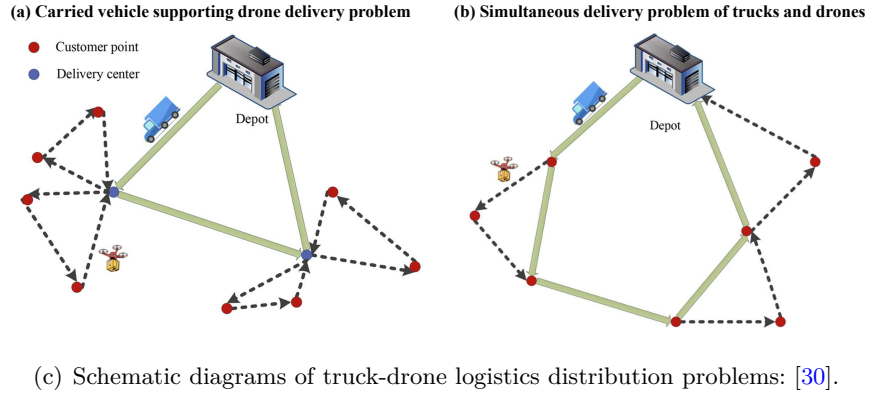 (a) Carried vehicle supporting drone delivery problem
Customer point
Delivery center
Depot
(b) Simultaneous delivery problem of trucks and drones
Depot
(c) Schematic diagrams of truck-drone logistics distribution problems: [30].